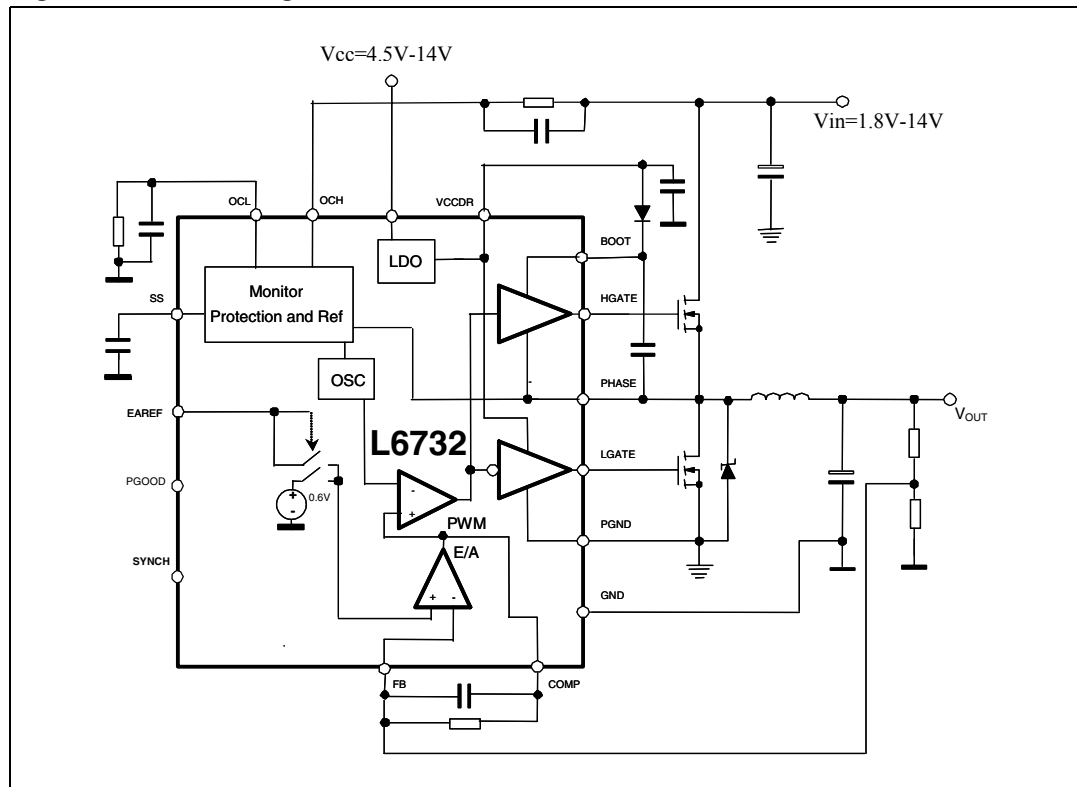 Vcc=4.5V-14V
Vin=1.8V-14V
OCL
OCH
VCCDR
LDO
BOOT
Monitor
Protection and Ref
SS
HGATE
OSC
-
PHASE
EAREF
V_OUT
L6732
LGATE
PGOOD
+
-
0.6V
-
+
PWM
PGND
E/A
SYNCH
+ -
GND
FB
COMP